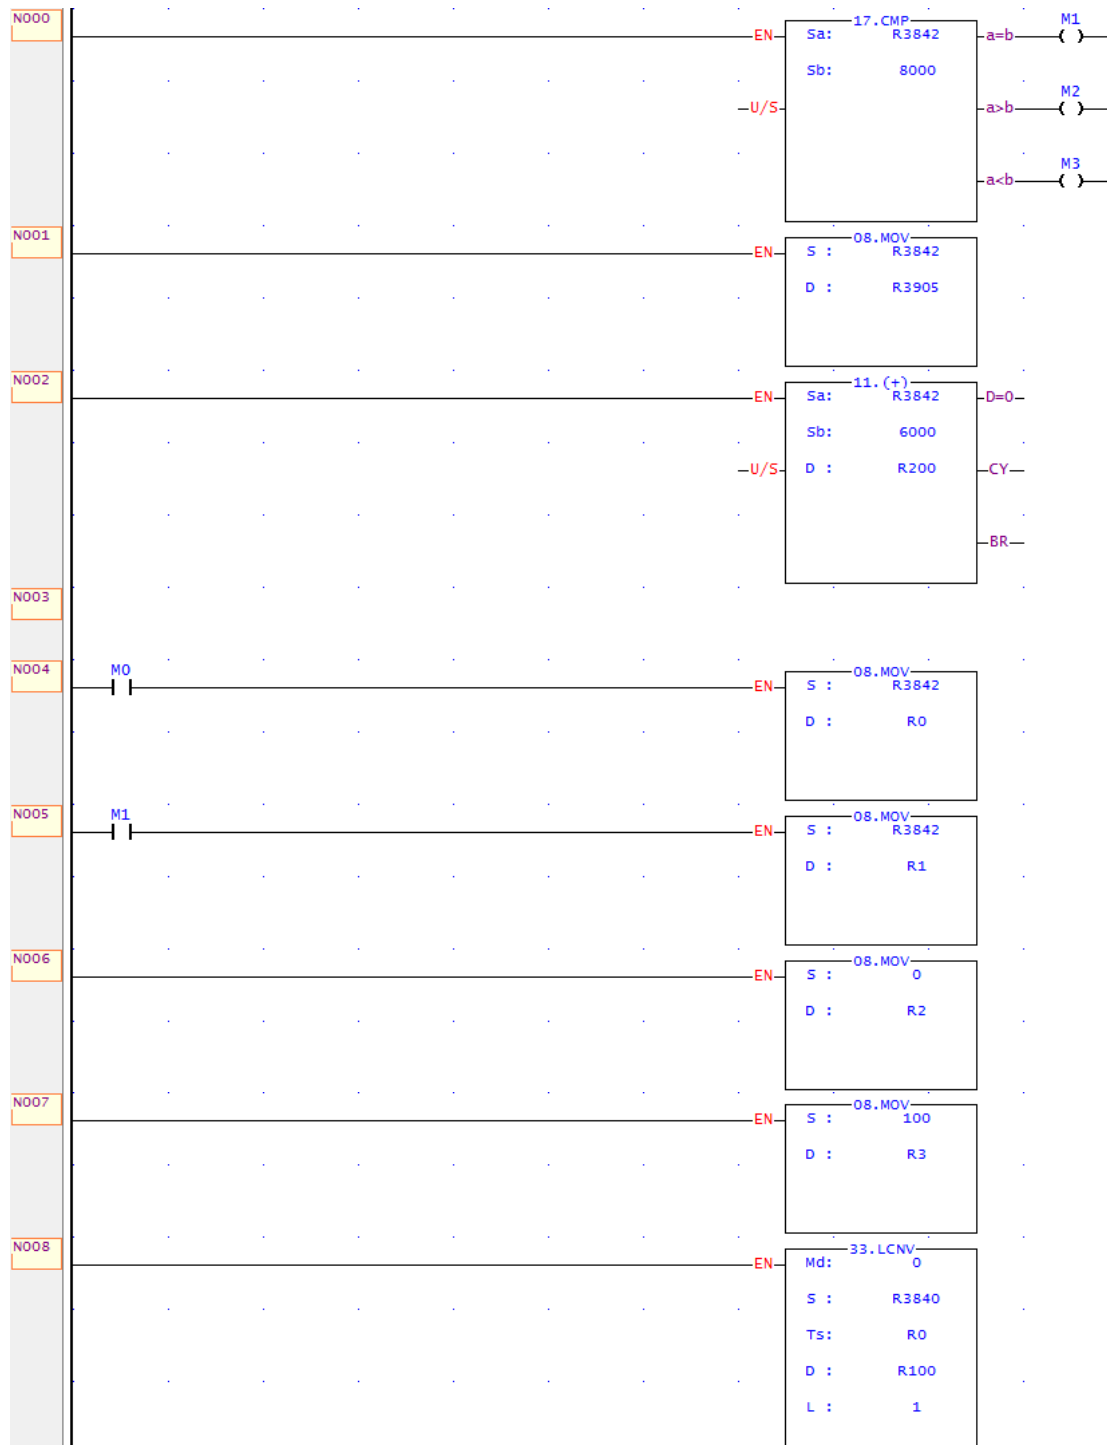 N000
17.CMP
M1
EN
Sa: R3842
a=b
Sb: 8000
M2
U/S
a>b
M3
a<b
N001
08.MOV
EN
S : R3842
D : R3905
N002
11.(+)
EN
Sa: R3842
D=0
Sb: 6000
U/S
D : R200
CY
BR
N003
N004
M0
08.MOV
EN
S : R3842
D : R0
N005
M1
08.MOV
EN
S : R3842
D : R1
N006
08.MOV
EN
S : 0
D : R2
N007
08.MOV
EN
S : 100
D : R3
N008
33.LCNV
EN
Md: 0
S : R3840
Ts: R0
D : R100
L : 1